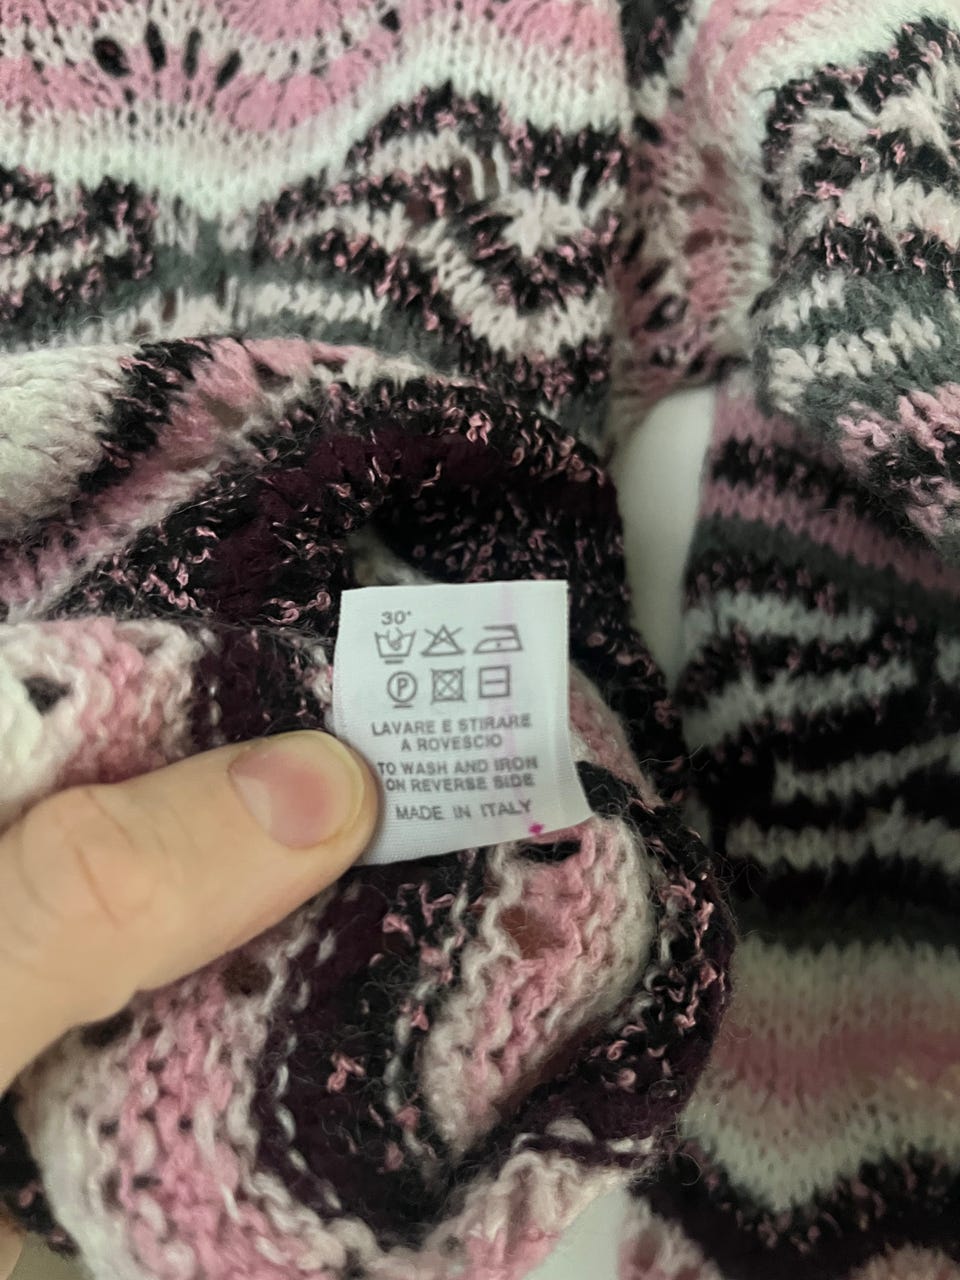 30°
P
LAVARE E STIRARE
A ROVESCIO
TO WASH AND IRON
ON REVERSE SIDE
MADE IN ITALY